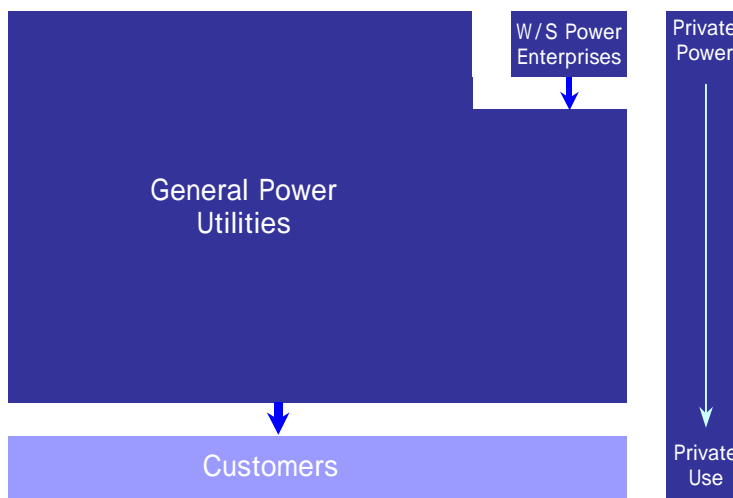 W/S Power
Enterprises
Private
Power
General Power
Utilities
Customers
Private
Use